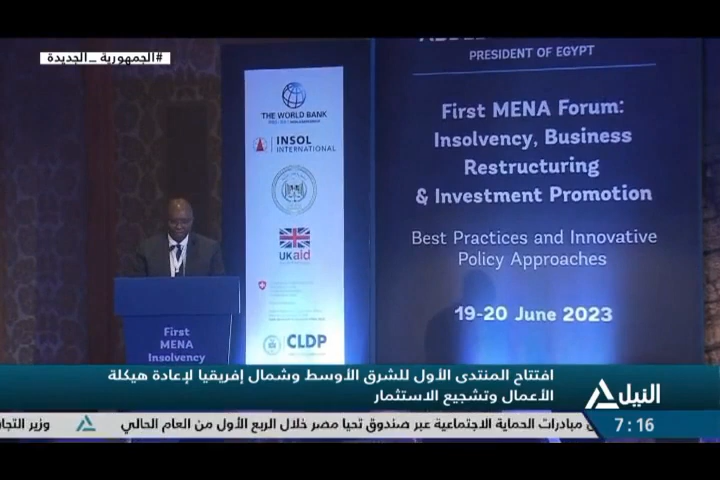 #الجمهورية_الجديدة
PRESIDENT OF EGYPT
First MENA Forum:
Insolvency, Business
Restructuring
& Investment Promotion
Best Practices and Innovative
Policy Approaches
19-20 June 2023
THE WORLD BANK
INSOL
INTERNATIONAL
UKaid
CLDP
First
MENA
Insolvency
افتتاح المنتدى الأول للشرق الأوسط وشمال إفريقيا لإعادة هيكلة
الأعمال وتشجيع الاستثمار
النيل
مبادرات الحماية الاجتماعية عبر صندوق تحيا مصر خلال الربع الأول من العام الحالي
وزير
7:16